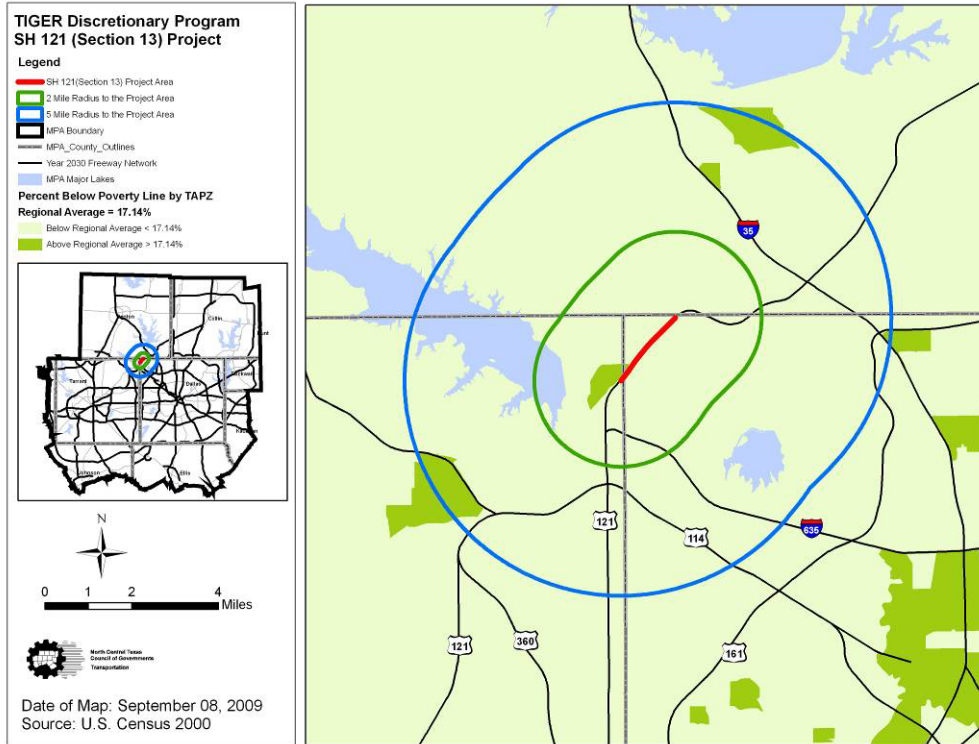 TIGER Discretionary Program
SH 121 (Section 13) Project
Legend
SH 121(Section 13) Project Area
2 Mile Radius to the Project Area
5 Mile Radius to the Project Area
MPA Boundary
MPA_County_Outlines
Year 2030 Freeway Network
MPA Major Lakes
Percent Below Poverty Line by TAPZ
Regional Average = 17.14%
Below Regional Average < 17.14%
Above Regional Average > 17.14%
Collin
Tarrant
Dallas
Johnson
Ellis
N
0 1 2 4
Miles
North Central Texas
Council of Governments
Transportation
Date of Map: September 08, 2009
Source: U.S. Census 2000
35
121
114
635
121
360
161